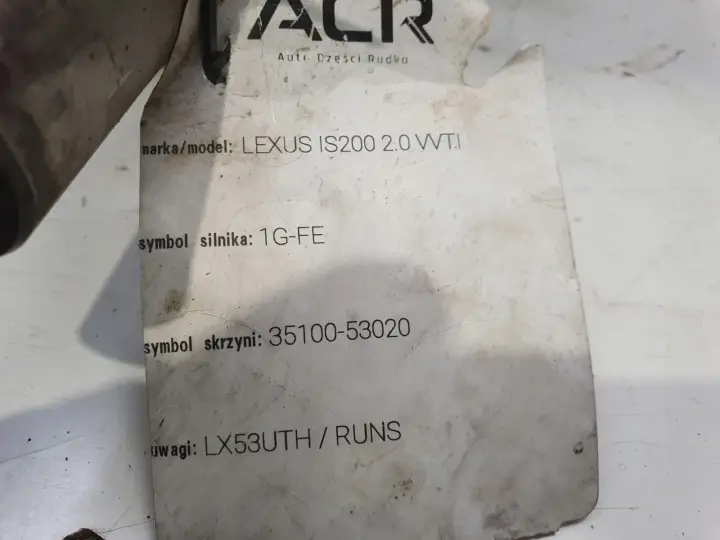 ACR
Auto Części Rudka
marka/model: LEXUS IS200 2.0 VVT.I
symbol silnika: 1G-FE
symbol skrzyni: 35100-53020
uwagi: LX53UTH / RUNS